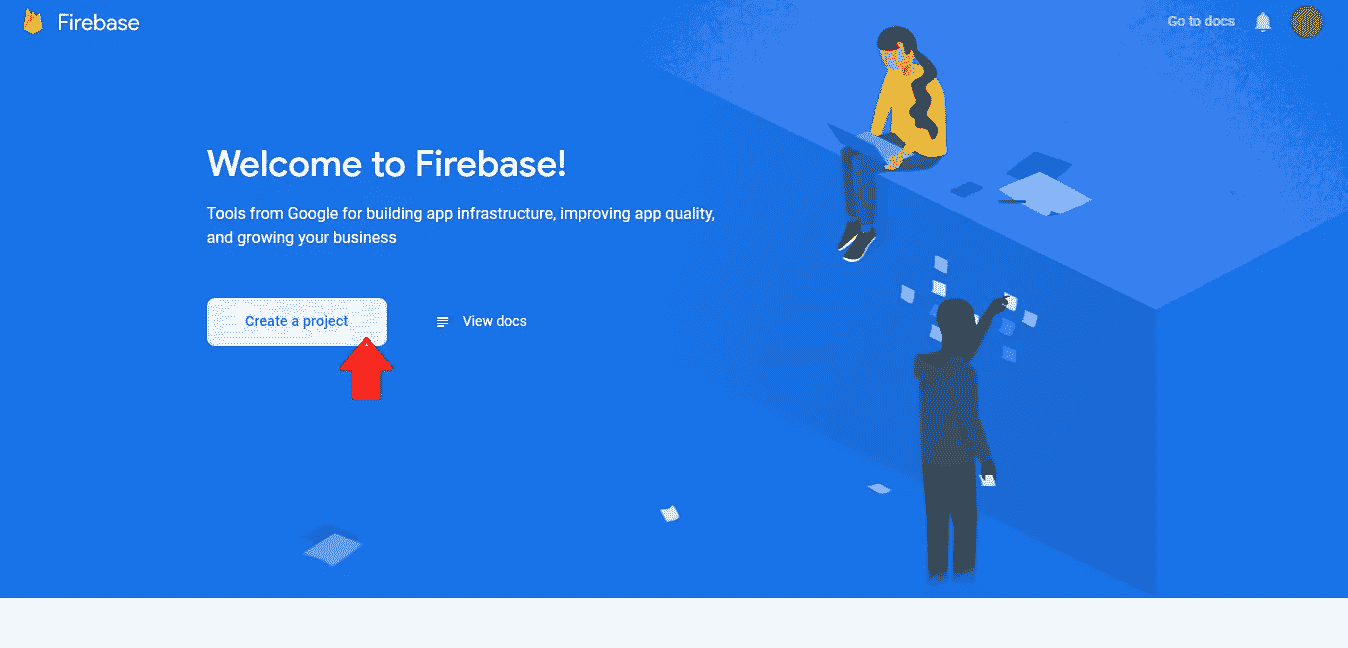 Firebase
Go to docs
Welcome to Firebase!
Tools from Google for building app infrastructure, improving app quality,
and growing your business
Create a project
View docs